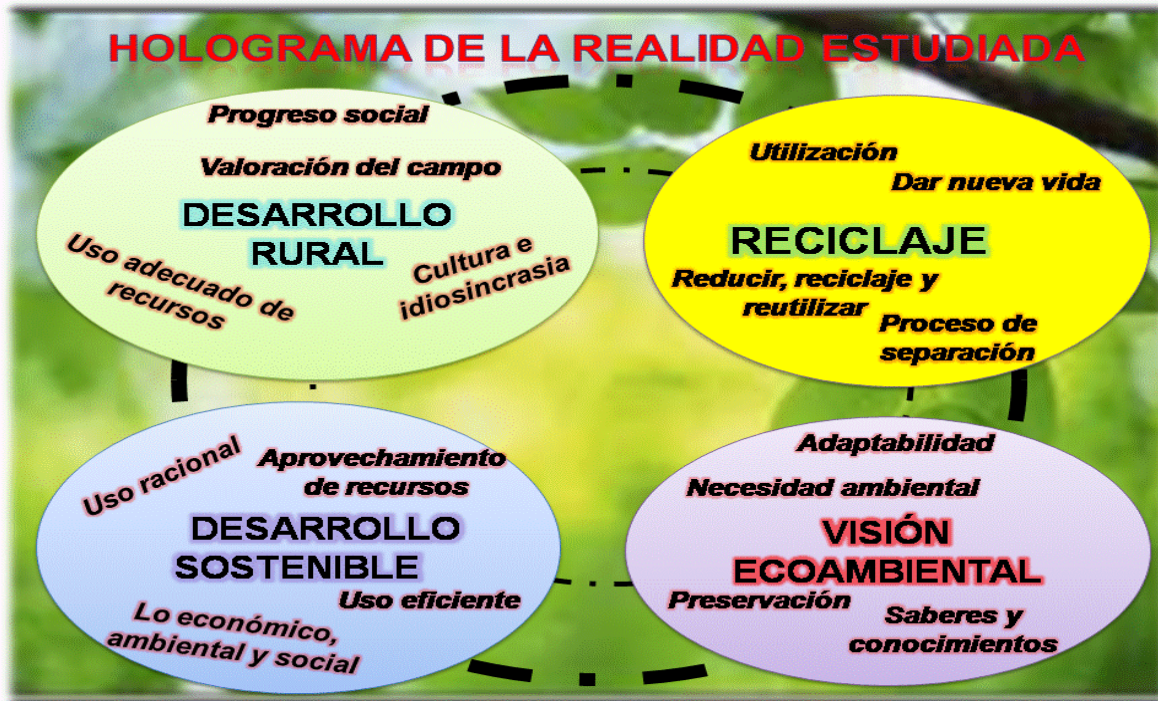 HOLOGRAMA DE LA REALIDAD ESTUDIADA
Progreso social
Valoración del campo
DESARROLLO
RURAL
Uso adecuado de
recursos
Cultura e
idiosincrasia
Utilización
Dar nueva vida
RECICLAJE
Reducir, reciclaje y
reutilizar
Proceso de
separación
Uso racional
Aprovechamiento
de recursos
DESARROLLO
SOSTENIBLE
Uso eficiente
Lo económico,
ambiental y social
Adaptabilidad
Necesidad ambiental
VISIÓN
ECOAMBIENTAL
Preservación
Saberes y
conocimientos